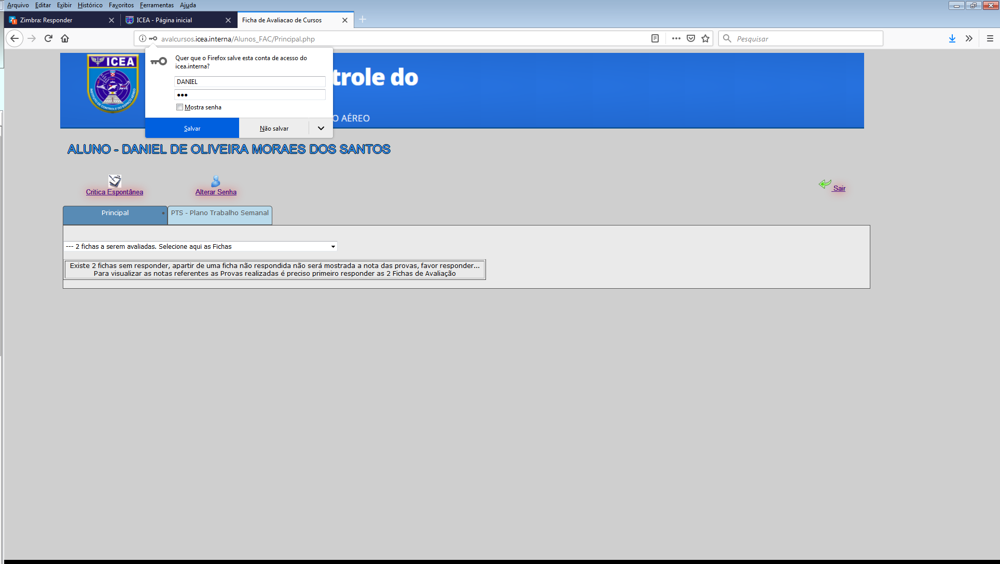 Arquivo Editar Exibir Histórico Favoritos Ferramentas Ajuda
Zimbra: Responder
ICEA - Página inicial
Ficha de Avaliacao de Cursos
avalcursos.icea.interna/Alunos_FAC/Principal.php
Pesquisar
Quer que o Firefox salve esta conta de acesso do
icea.interna?
DANIEL
•••
Mostra senha
Salvar
Não salvar
ICEA
INSTITUTO DE CONTROLE DO ESPAÇO AÉREO
trole do
O AÉREO
ALUNO - DANIEL DE OLIVEIRA MORAES DOS SANTOS
Critica Espontânea
Alterar Senha
Sair
Principal
PTS - Plano Trabalho Semanal
--- 2 fichas a serem avaliadas. Selecione aqui as Fichas
Existe 2 fichas sem responder, apartir de uma ficha não respondida não será mostrada a nota das provas, favor responder...
Para visualizar as notas referentes as Provas realizadas é preciso primeiro responder as 2 Fichas de Avaliação